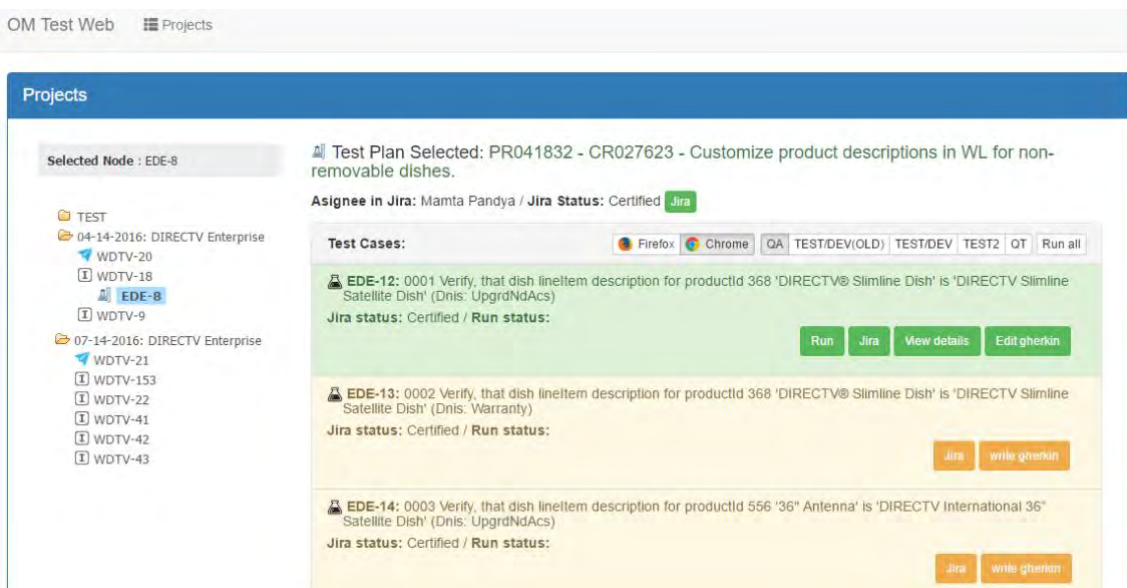 OM Test Web
Projects
Projects
Selected Node : EDE-8
TEST
04-14-2016: DIRECTV Enterprise
WDTV-20
WDTV-18
EDE-8
WDTV-9
07-14-2016: DIRECTV Enterprise
WDTV-21
WDTV-153
WDTV-22
WDTV-41
WDTV-42
WDTV-43
Test Plan Selected: PR041832 - CR027623 - Customize product descriptions in WL for non-
removable dishes.
Asignee in Jira: Mamta Pandya / Jira Status: Certified Jira
Test Cases: Firefox Chrome QA TEST/DEV(OLD) TEST/DEV TEST2 QT Run all
EDE-12: 0001 Verify, that dish lineItem description for productId 368 'DIRECTV® Slimline Dish' is 'DIRECTV Slimline
Satellite Dish' (Dnis: UpgrdNdAcs)
Jira status: Certified / Run status:
Run Jira View details Edit gherkin
EDE-13: 0002 Verify, that dish lineItem description for productId 368 'DIRECTV® Slimline Dish' is 'DIRECTV Slimline
Satellite Dish' (Dnis: Warranty)
Jira status: Certified / Run status:
Jira write gherkin
EDE-14: 0003 Verify, that dish lineItem description for productId 556 '36" Antenna' is 'DIRECTV International 36"
Satellite Dish' (Dnis: UpgrdNdAcs)
Jira status: Certified / Run status:
Jira write gherkin